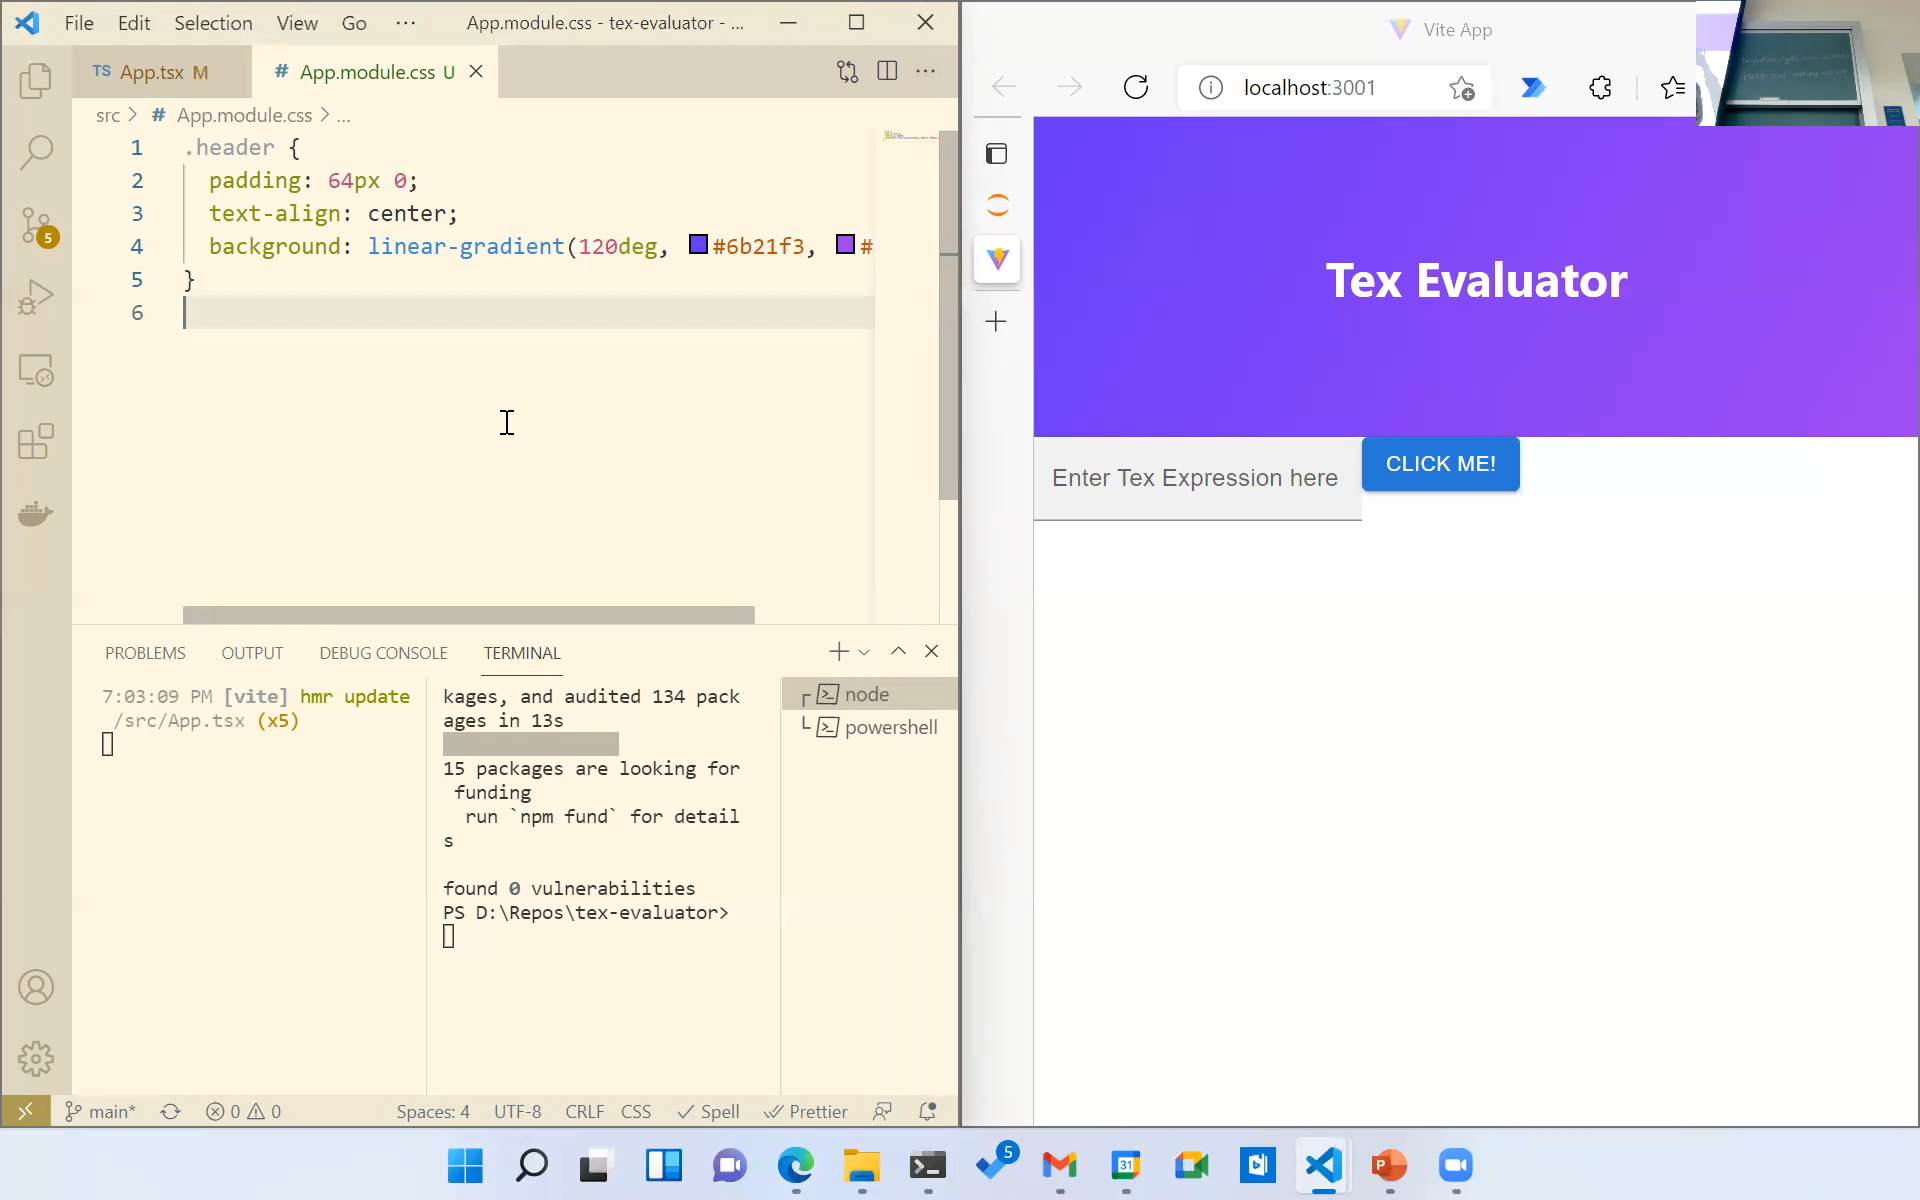 File Edit Selection View Go ··· App.module.css - tex-evaluator - ...
TS App.tsx M
# App.module.css U
src > # App.module.css > ...
1 .header {
2 padding: 64px 0;
3 text-align: center;
4 background: linear-gradient(120deg, #6b21f3, #
5 }
6
PROBLEMS OUTPUT DEBUG CONSOLE TERMINAL
7:03:09 PM [vite] hmr update
/src/App.tsx (x5)
kages, and audited 134 pack
ages in 13s
15 packages are looking for
funding
run `npm fund` for detail
s
found 0 vulnerabilities
PS D:\Repos\tex-evaluator>
node
powershell
main* 0 0 Spaces: 4 UTF-8 CRLF CSS Spell Prettier
5
Vite App
localhost:3001
Tex Evaluator
Enter Tex Expression here
CLICK ME!
5
31